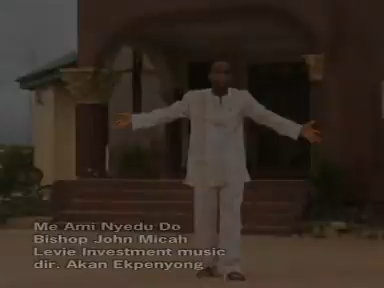 Me Ami Nyedu Do
Bishop John Micah
Levie Investment music
dir. Akan Ekpenyong